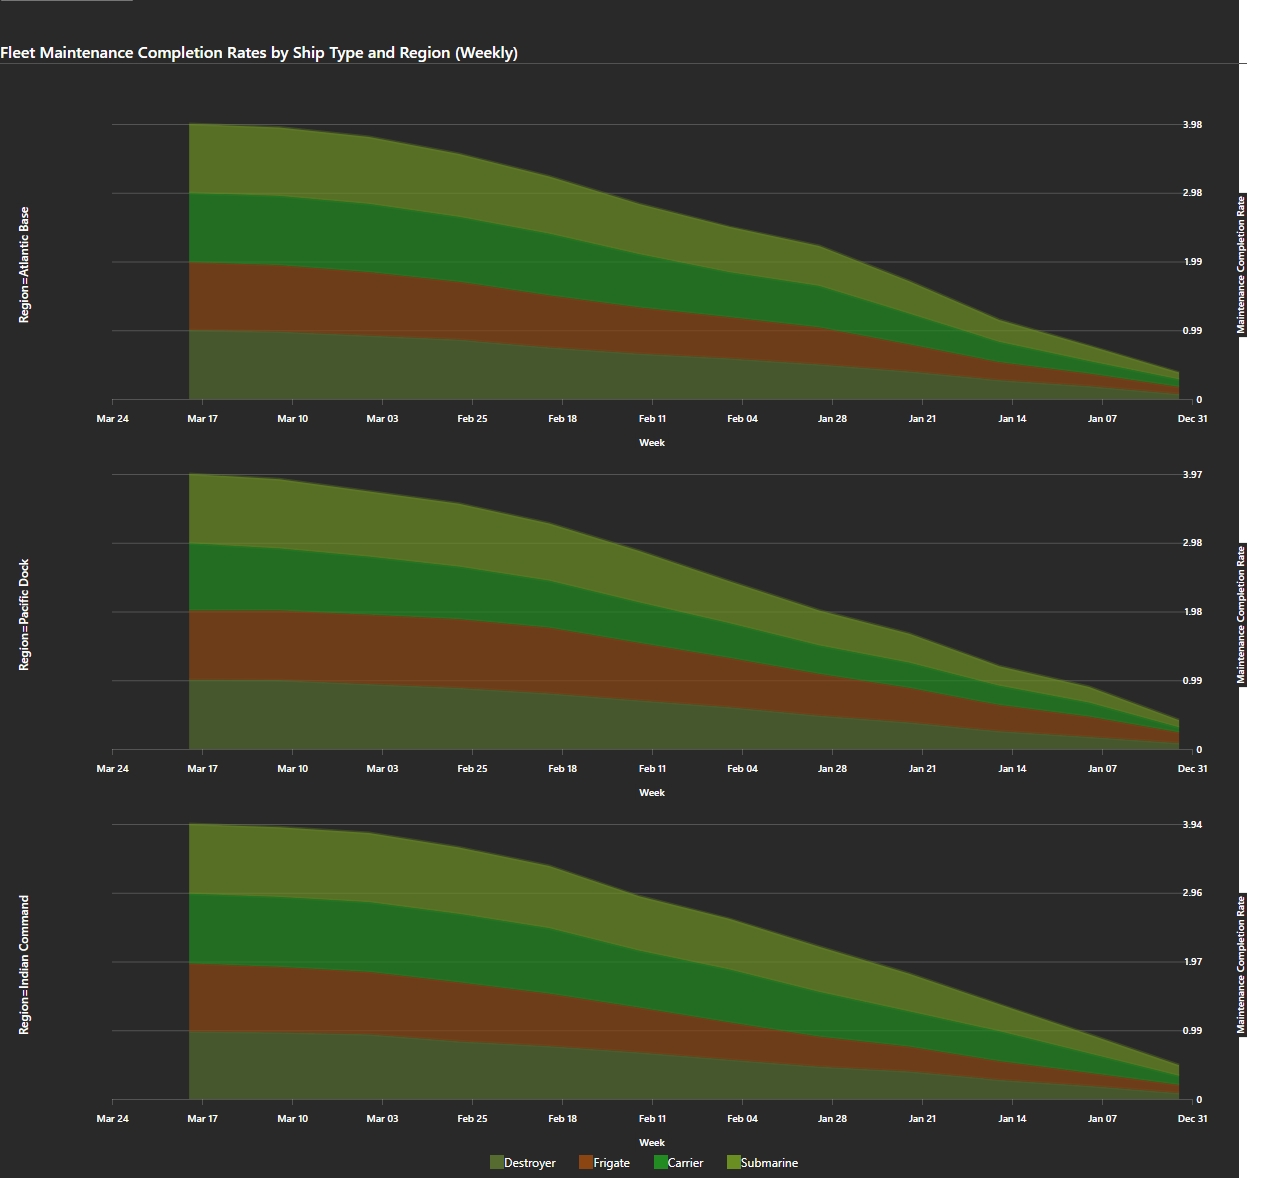 Fleet Maintenance Completion Rates by Ship Type and Region (Weekly)
Region=Atlantic Base
3.98
2.98
1.99
0.99
0
Maintenance Completion Rate
Mar 24 Mar 17 Mar 10 Mar 03 Feb 25 Feb 18 Feb 11 Feb 04 Jan 28 Jan 21 Jan 14 Jan 07 Dec 31
Week
Region=Pacific Dock
3.97
2.98
1.98
0.99
0
Maintenance Completion Rate
Mar 24 Mar 17 Mar 10 Mar 03 Feb 25 Feb 18 Feb 11 Feb 04 Jan 28 Jan 21 Jan 14 Jan 07 Dec 31
Week
Region=Indian Command
3.94
2.96
1.97
0.99
0
Maintenance Completion Rate
Mar 24 Mar 17 Mar 10 Mar 03 Feb 25 Feb 18 Feb 11 Feb 04 Jan 28 Jan 21 Jan 14 Jan 07 Dec 31
Week
Destroyer Frigate Carrier Submarine